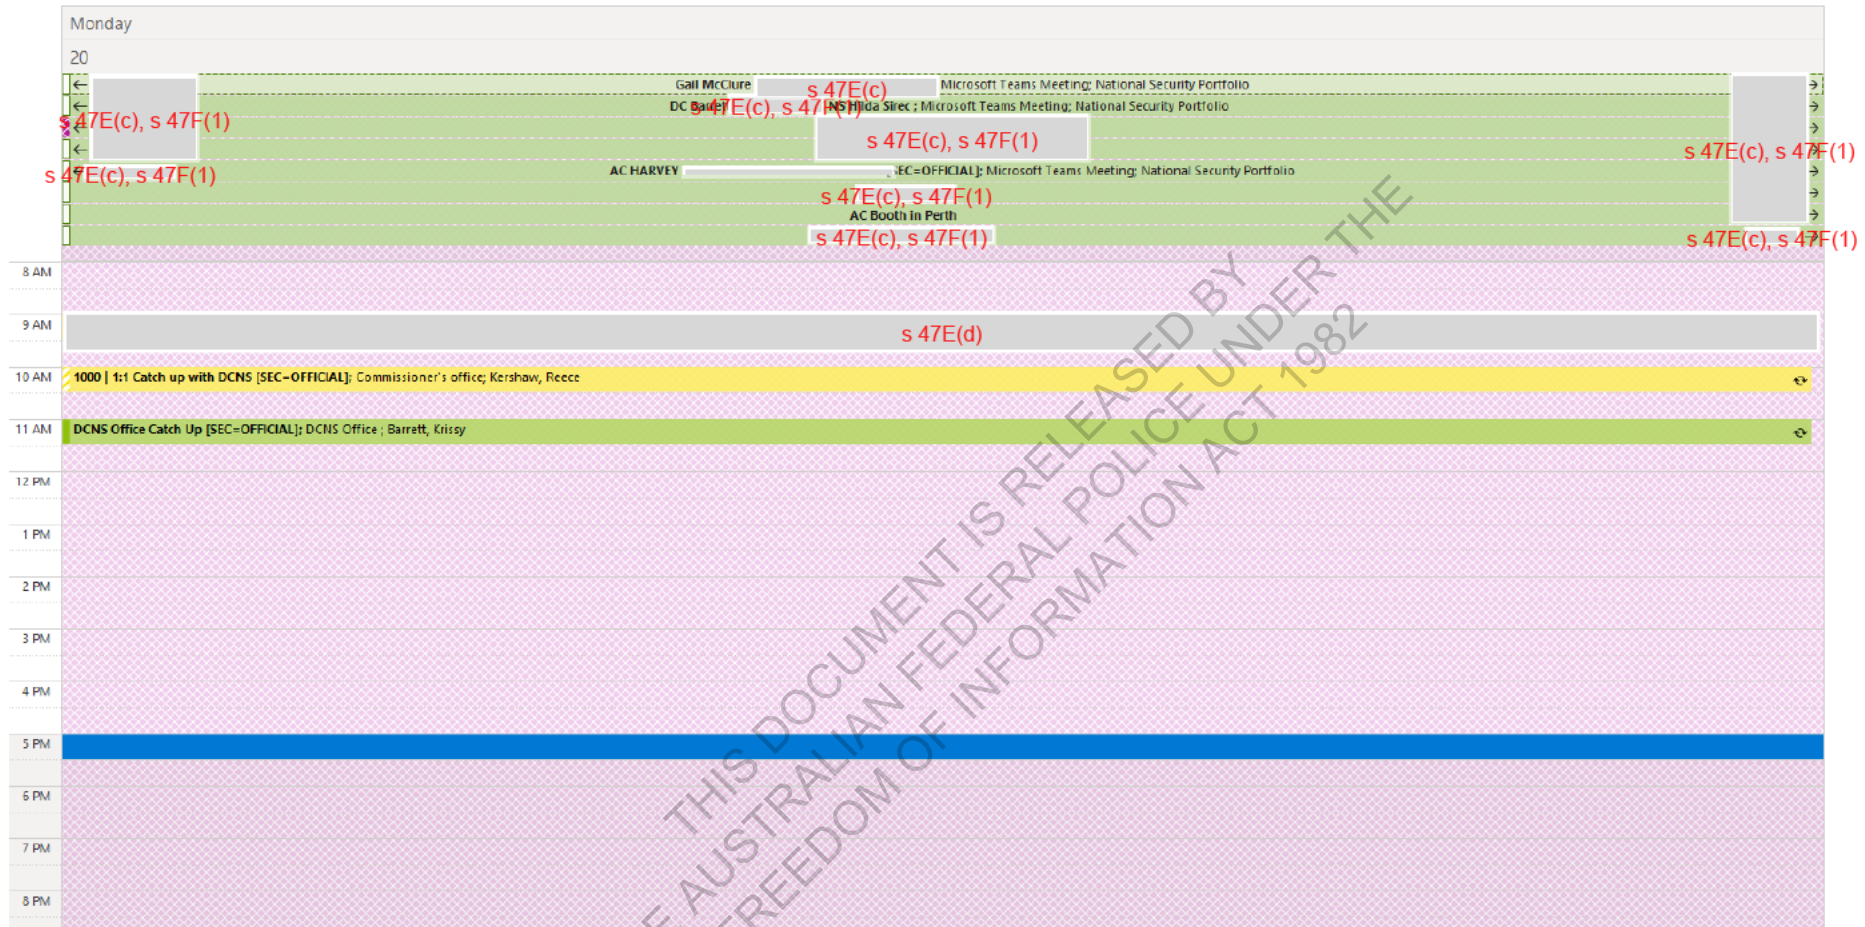 Monday
20
Gail McClure s 47E(c) Microsoft Teams Meeting; National Security Portfolio
DC Barrett s 47E(c), s 47F(1) NS Hilda Sirec ; Microsoft Teams Meeting; National Security Portfolio
s 47E(c), s 47F(1)
s 47E(c), s 47F(1)
s 47E(c), s 47F(1)
s 47E(c), s 47F(1)
AC HARVEY [SEC=OFFICIAL]; Microsoft Teams Meeting; National Security Portfolio
s 47E(c), s 47F(1)
AC Booth in Perth
s 47E(c), s 47F(1)
s 47E(c), s 47F(1)
8 AM
9 AM
s 47E(d)
10 AM
1000 | 1:1 Catch up with DCNS [SEC=OFFICIAL]; Commissioner's office; Kershaw, Reece
11 AM
DCNS Office Catch Up [SEC=OFFICIAL]; DCNS Office ; Barrett, Krissy
12 PM
1 PM
2 PM
3 PM
4 PM
5 PM
6 PM
7 PM
8 PM
THIS DOCUMENT IS RELEASED BY
THE AUSTRALIAN FEDERAL POLICE UNDER THE
FREEDOM OF INFORMATION ACT 1982